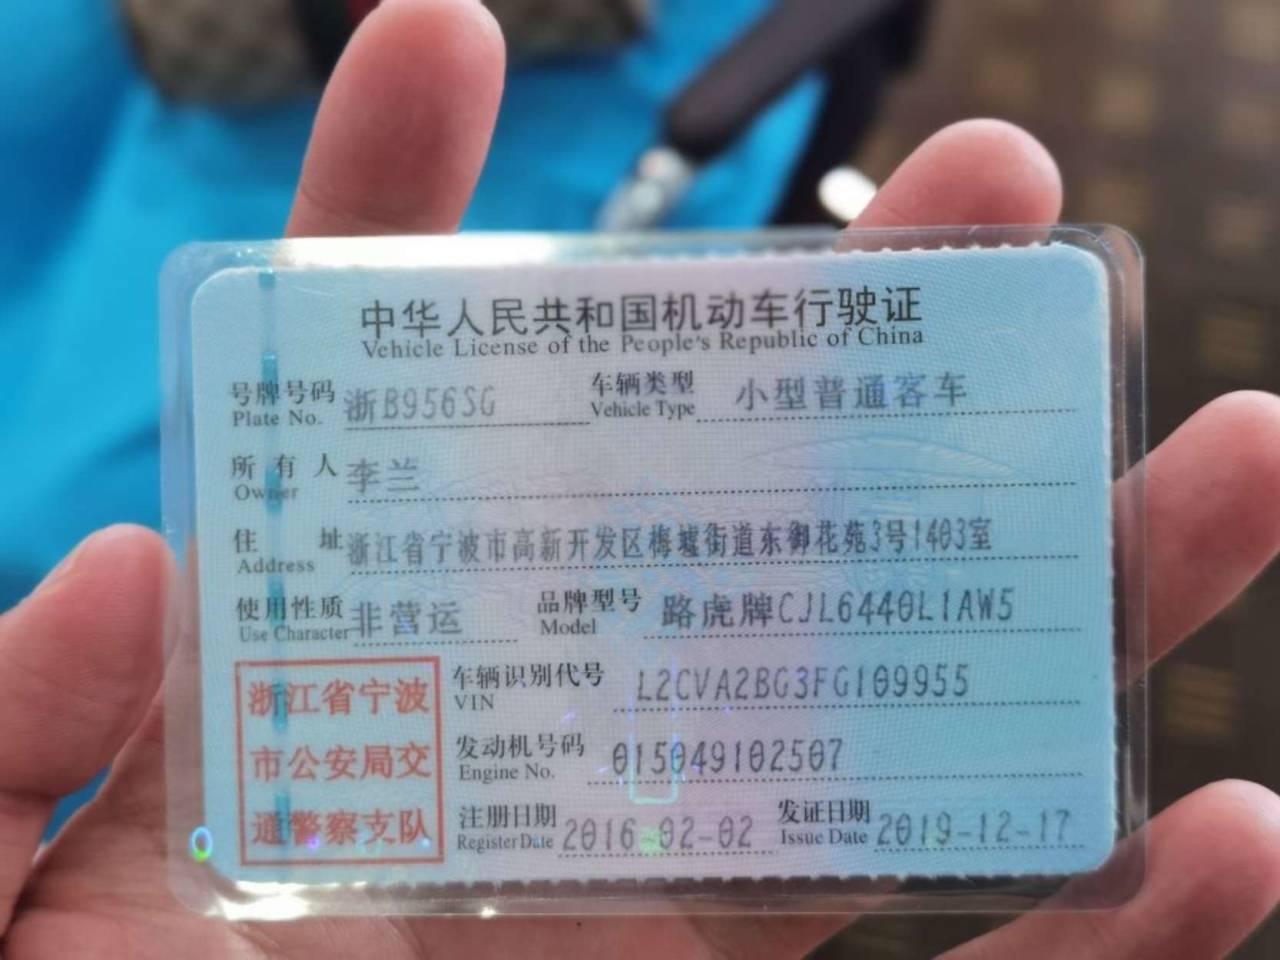 中华人民共和国机动车行驶证
Vehicle License of the People's Republic of China
号牌号码 浙B956SG 车辆类型 小型普通客车
Plate No. Vehicle Type
所有人 李兰
Owner
住址 浙江省宁波市高新开发区梅墟街道东御花苑3号1403室
Address
使用性质 非营运 品牌型号 路虎牌CJL6440L1AW5
Use Character Model
浙江省宁波
市公安局交
通警察支队
车辆识别代号 L2CVA2BG3FG109955
VIN
发动机号码 015049102507
Engine No.
注册日期 2016-02-02 发证日期 2019-12-17
Register Date Issue Date